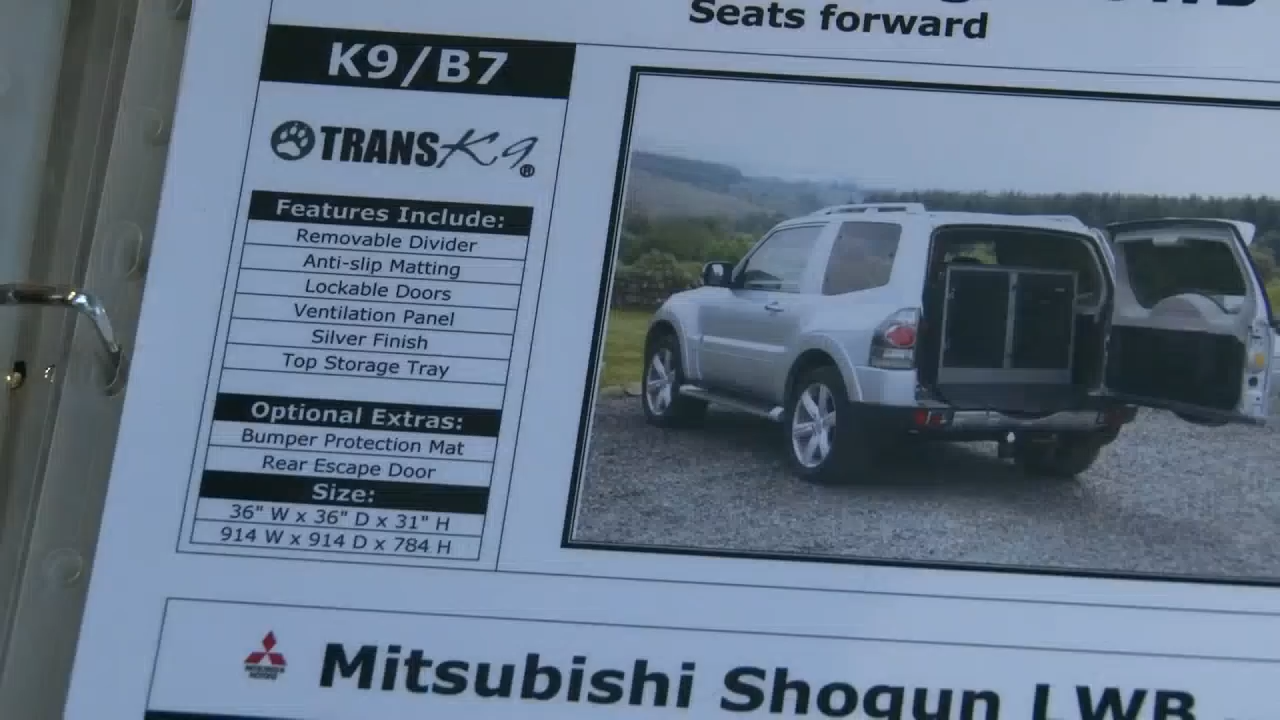 Seats forward
K9/B7
TRANSK9®
Features Include:
Removable Divider
Anti-slip Matting
Lockable Doors
Ventilation Panel
Silver Finish
Top Storage Tray
Optional Extras:
Bumper Protection Mat
Rear Escape Door
Size:
36" W x 36" D x 31" H
914 W x 914 D x 784 H
Mitsubishi Shogun LWB